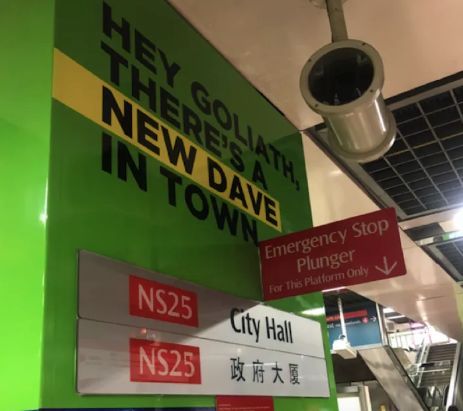 HEY GOLIATH,
THERE'S A
NEW DAVE
IN TOWN
Emergency Stop
Plunger
For This Platform Only ↓
NS25 City Hall
NS25 政府大厦